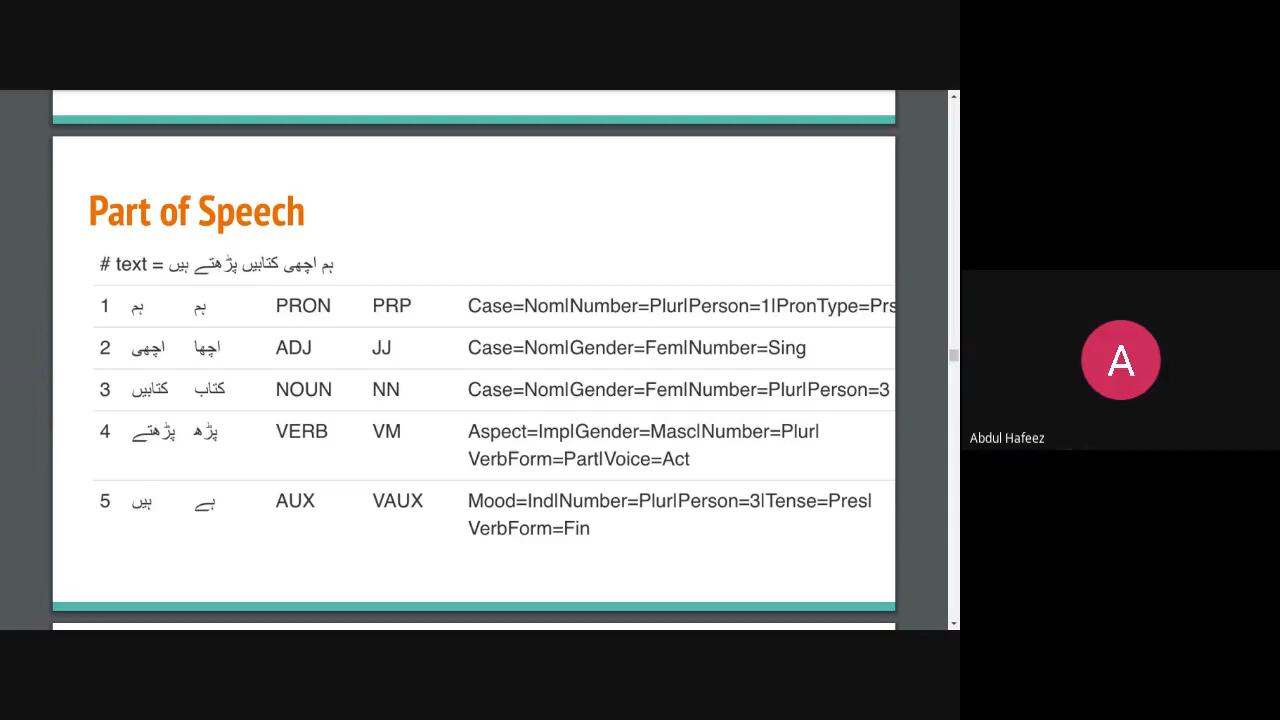 Part of Speech
# text = ہم اچھی کتابیں پڑھتے ہیں
1 ہم ہم PRON PRP Case=Nom|Number=Plur|Person=1|PronType=Prs
2 اچھی اچھا ADJ JJ Case=Nom|Gender=Fem|Number=Sing
3 کتابیں کتاب NOUN NN Case=Nom|Gender=Fem|Number=Plur|Person=3
4 پڑھتے پڑھ VERB VM Aspect=Imp|Gender=Masc|Number=Plur|
VerbForm=Part|Voice=Act
5 ہیں ہے AUX VAUX Mood=Ind|Number=Plur|Person=3|Tense=Pres|
VerbForm=Fin
A
Abdul Hafeez